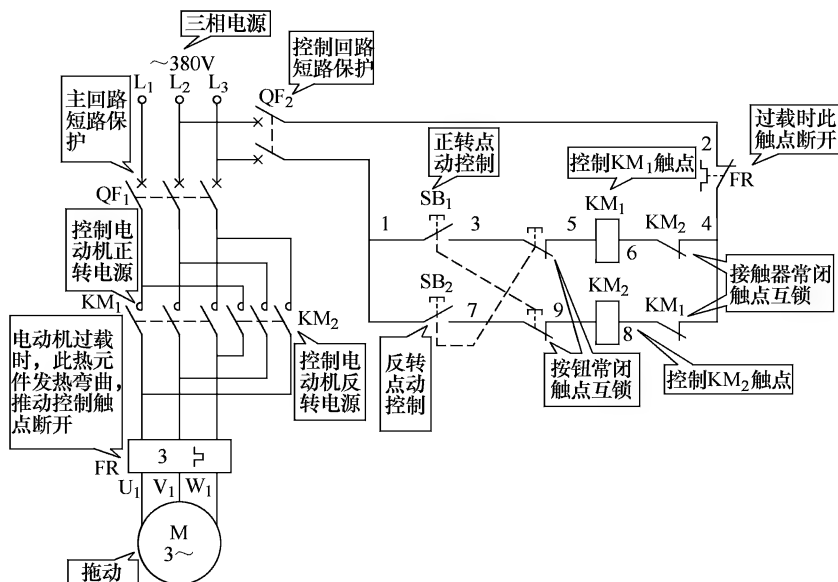 三相电源
～380V
L₁ L₂ L₃
控制回路
短路保护
QF₂
主回路
短路保
护
QF₁
正转点
动控制
SB₁
控制KM₁触点
过载时此
触点断开
2
FR
1
3
5
KM₁
6
KM₂
4
控制电
动机正
转电源
KM₁
KM₂
SB₂
7
9
KM₂
8
KM₁
接触器常闭
触点互锁
电动机过载
时，此热元
件发热弯曲，
推动控制触
点断开
控制电
动机反
转电源
反转
点动
控制
按钮常闭
触点互锁
控制KM₂触点
FR
3
U₁ V₁ W₁
M
3～
拖动